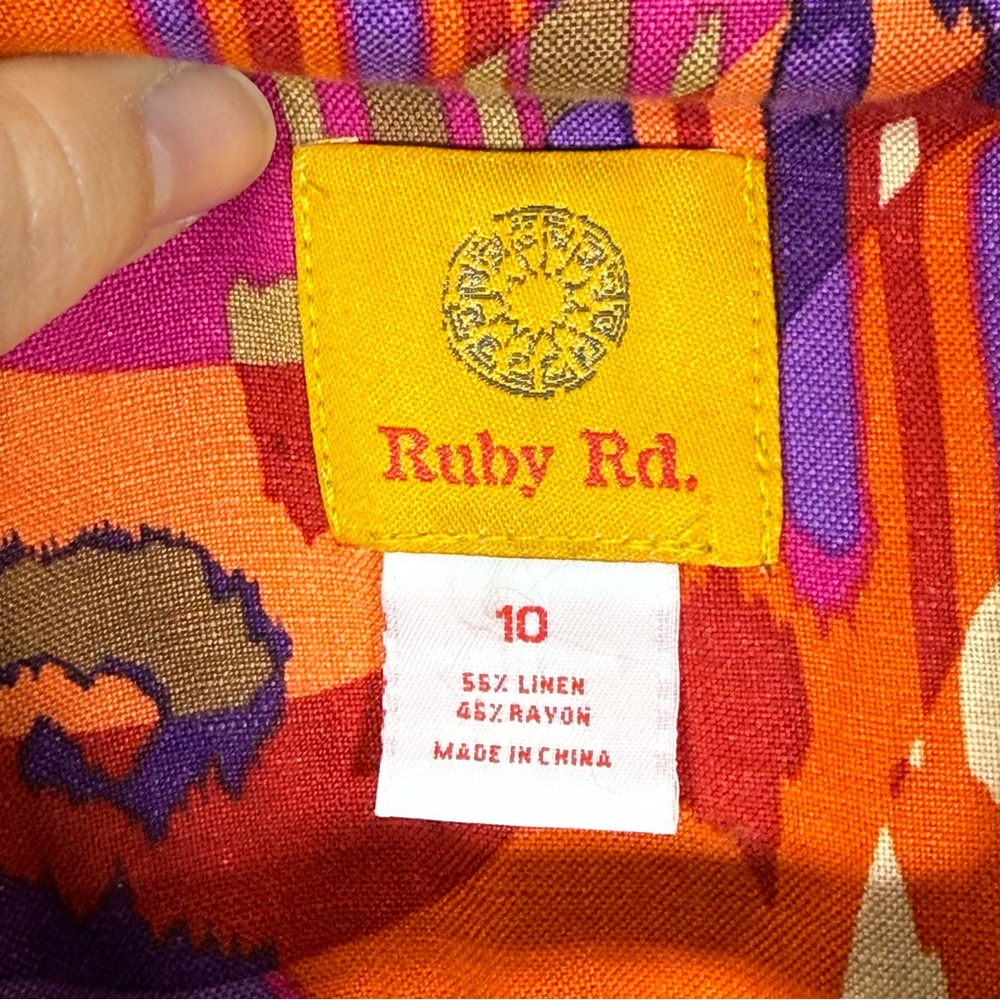 Ruby Rd.
10
55% LINEN
45% RAYON
MADE IN CHINA